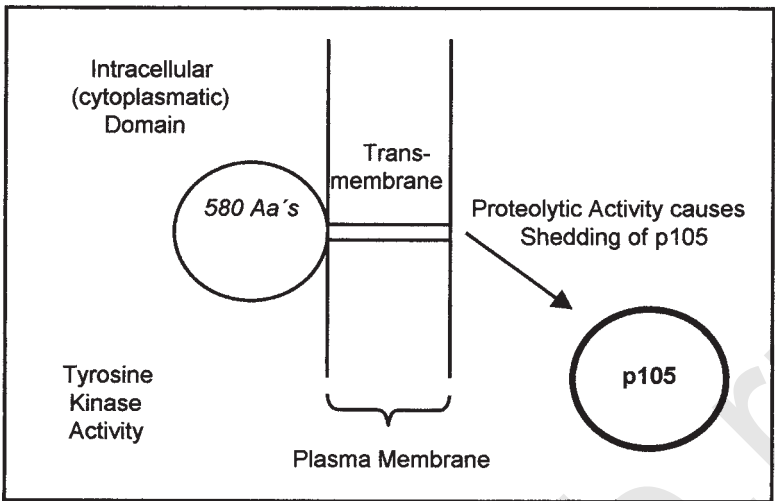 Intracellular
(cytoplasmatic)
Domain
Trans-
membrane
580 Aa´s
Proteolytic Activity causes
Shedding of p105
p105
Tyrosine
Kinase
Activity
Plasma Membrane